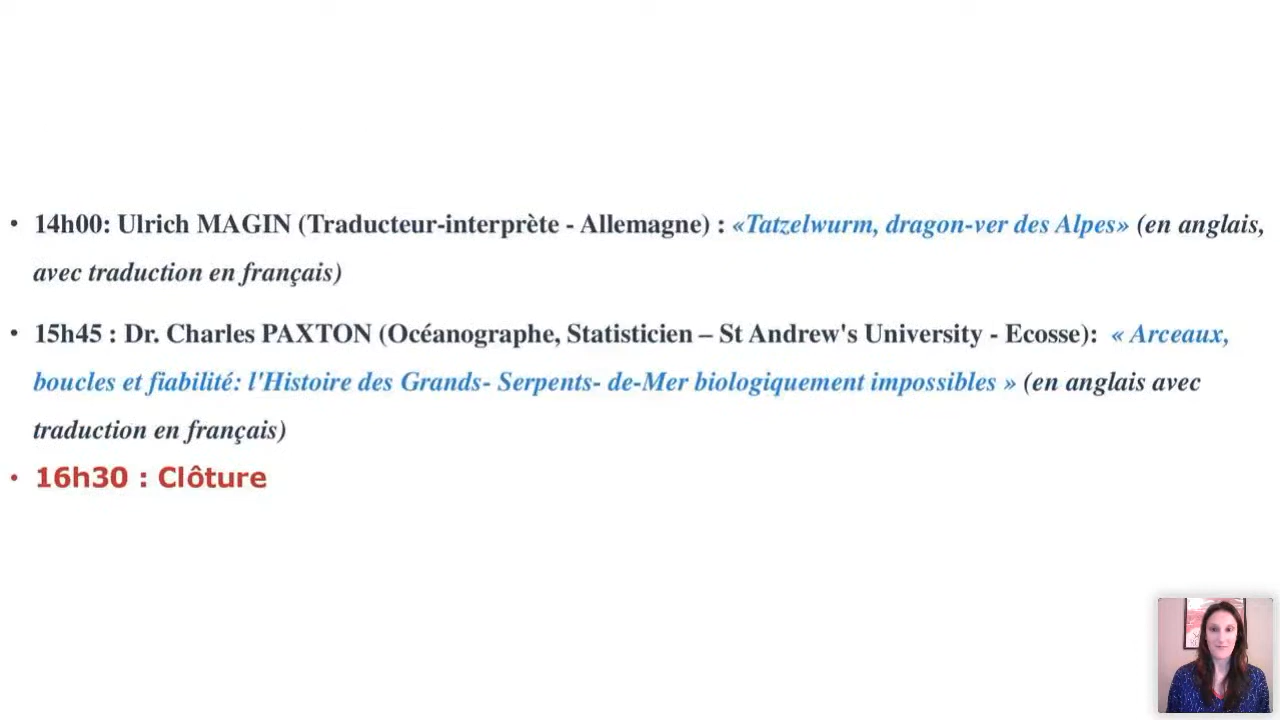 • 14h00: Ulrich MAGIN (Traducteur-interprète - Allemagne) : «Tatzelwurm, dragon-ver des Alpes» (en anglais,
avec traduction en français)
• 15h45 : Dr. Charles PAXTON (Océanographe, Statisticien – St Andrew's University - Ecosse): « Arceaux,
boucles et fiabilité: l'Histoire des Grands- Serpents- de-Mer biologiquement impossibles » (en anglais avec
traduction en français)
• 16h30 : Clôture